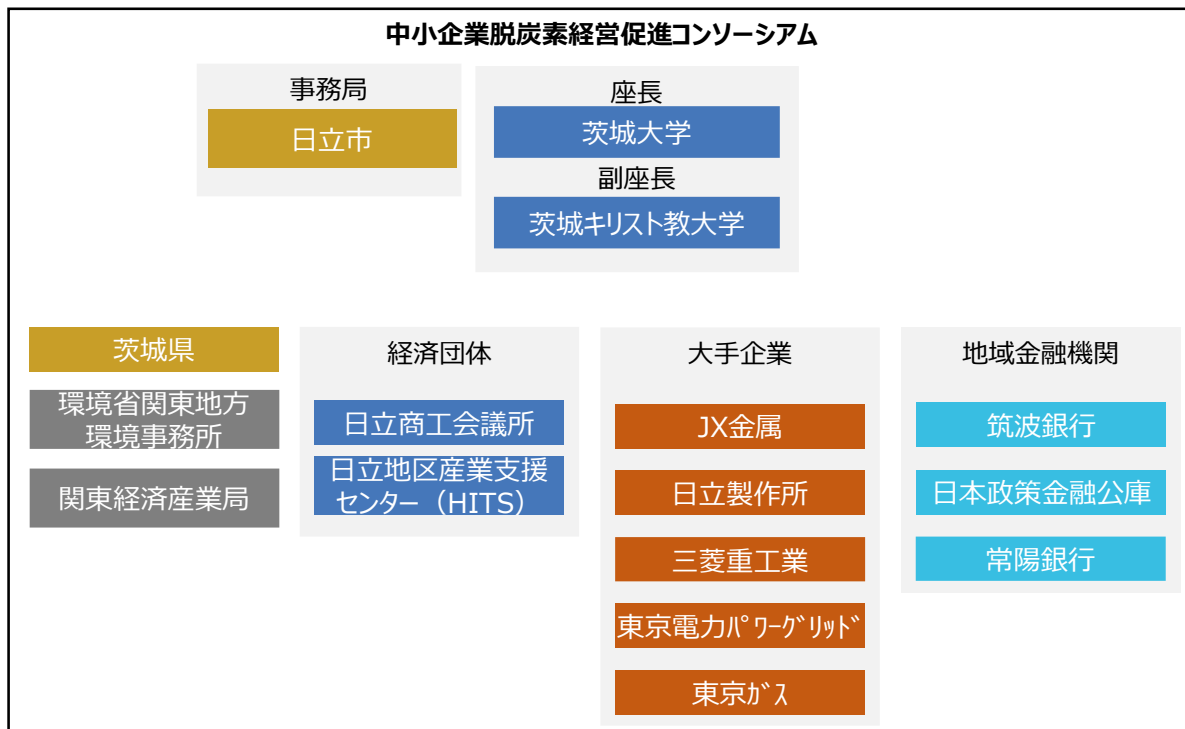 中小企業脱炭素経営促進コンソーシアム
事務局
日立市
座長
茨城大学
副座長
茨城キリスト教大学
茨城県
環境省関東地方
環境事務所
関東経済産業局
経済団体
日立商工会議所
日立地区産業支援
センター（HITS）
大手企業
JX金属
日立製作所
三菱重工業
東京電力ﾊﾟﾜｰｸﾞﾘｯﾄﾞ
東京ｶﾞｽ
地域金融機関
筑波銀行
日本政策金融公庫
常陽銀行